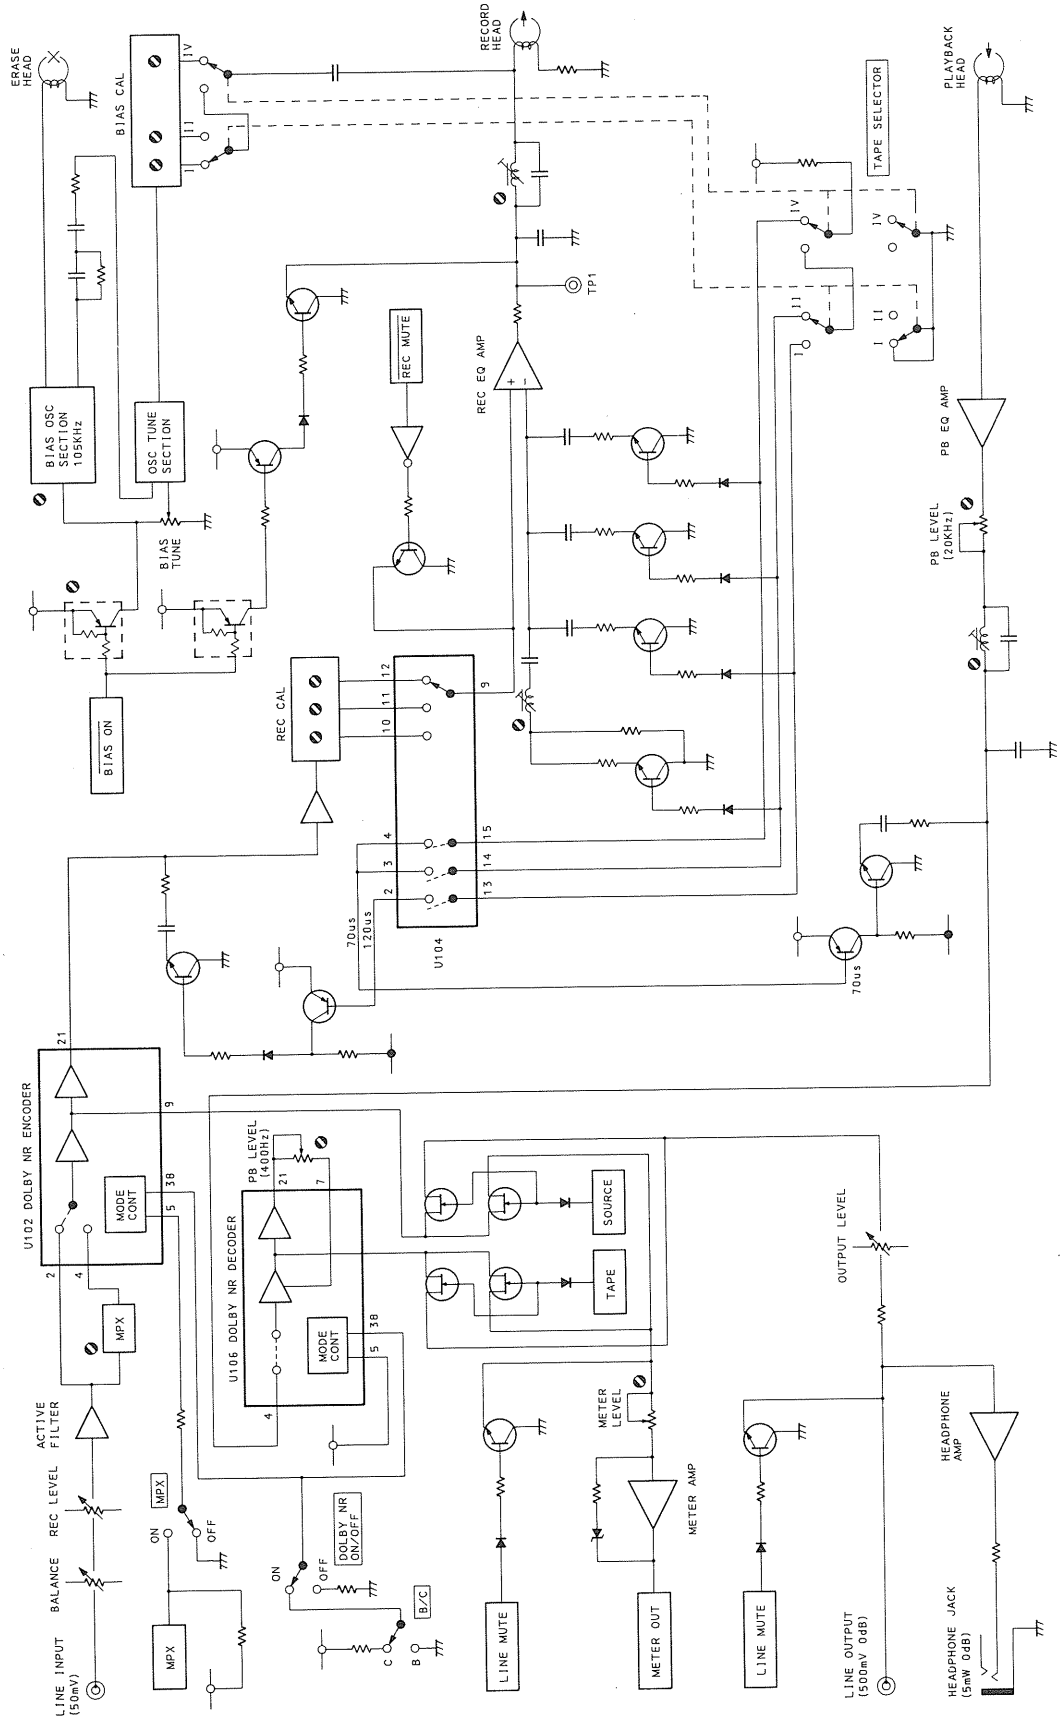 LINE INPUT
(50mV)
BALANCE
REC LEVEL
ACTIVE
FILTER
MPX
2
4
U102 DOLBY NR ENCODER
MODE
CONT
5
38
9
21
MPX
ON
OFF
MPX
ON
OFF
DOLBY NR
ON/OFF
C
B
B/C
4
U106 DOLBY NR DECODER
MODE
CONT
5
38
PB LEVEL
(400Hz)
21
7
SOURCE
TAPE
LINE MUTE
METER
LEVEL
METER AMP
METER OUT
LINE MUTE
LINE OUTPUT
(500mV 0dB)
OUTPUT LEVEL
HEADPHONE
AMP
HEADPHONE JACK
(5mW 0dB)
BIAS ON
BIAS
TUNE
BIAS OSC
SECTION
105KHz
OSC TUNE
SECTION
ERASE
HEAD
BIAS CAL
I
II
IV
RECORD
HEAD
REC CAL
10
11
12
9
2
3
4
13
14
15
70us
120us
U104
70us
REC MUTE
REC EQ AMP
+
-
TP1
I
II
IV
I
II
IV
TAPE SELECTOR
PLAYBACK
HEAD
PB EQ AMP
PB LEVEL
(20KHz)